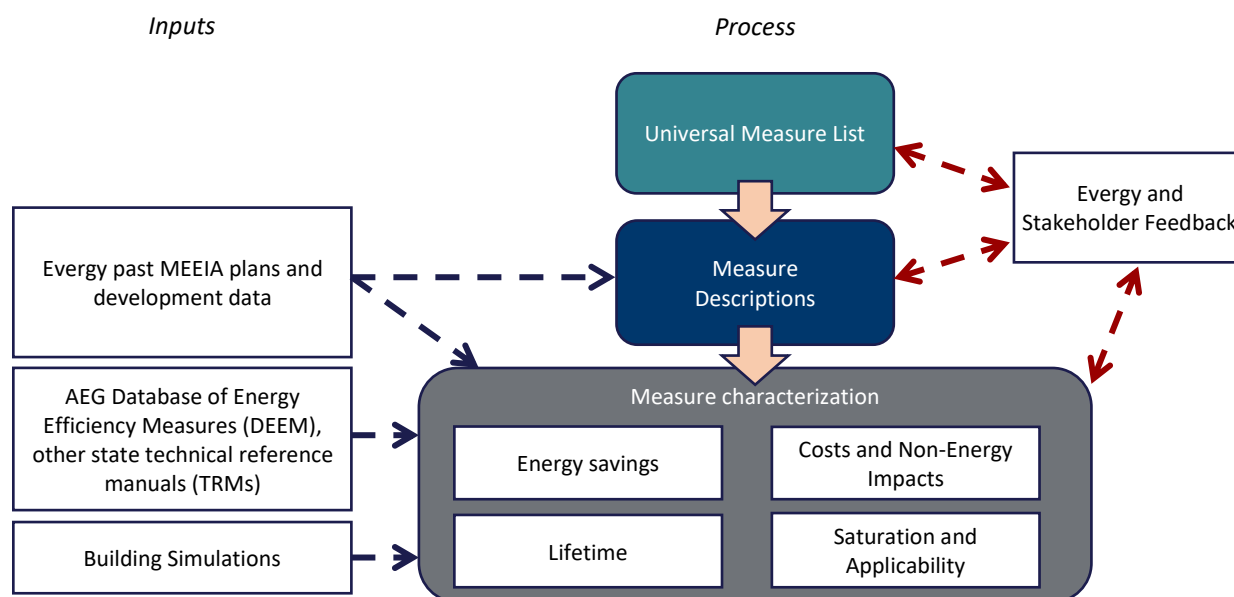 Inputs
Process
Universal Measure List
Evergy and
Stakeholder Feedback
Evergy past MEEIA plans and
development data
Measure
Descriptions
AEG Database of Energy
Efficiency Measures (DEEM),
other state technical reference
manuals (TRMs)
Measure characterization
Energy savings
Costs and Non-Energy
Impacts
Building Simulations
Lifetime
Saturation and
Applicability